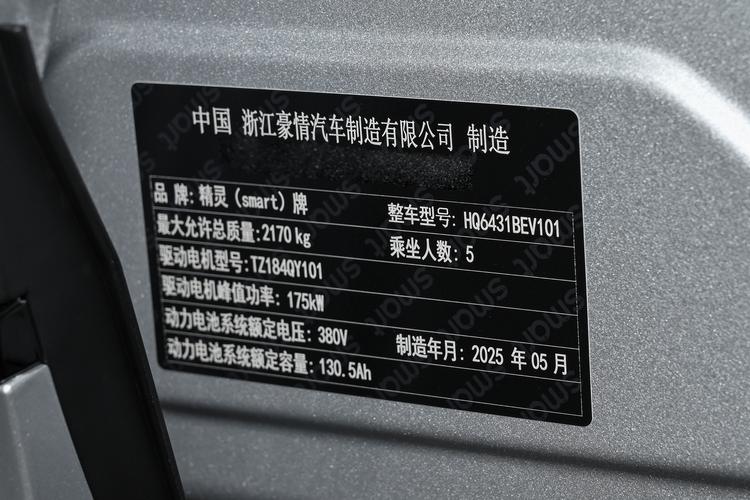 中国 浙江豪情汽车制造有限公司 制造
品 牌: 精灵（smart）牌
整车型号: HQ6431BEV101
最大允许总质量:2170 kg
乘坐人数: 5
驱动电机型号:TZ184QY101
驱动电机峰值功率: 175kW
动力电池系统额定电压: 380V
制造年月: 2025 年 05 月
动力电池系统额定容量: 130.5Ah